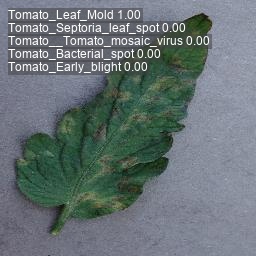 Tomato_Leaf_Mold 1.00
Tomato_Septoria_leaf_spot 0.00
Tomato__Tomato_mosaic_virus 0.00
Tomato_Bacterial_spot 0.00
Tomato_Early_blight 0.00